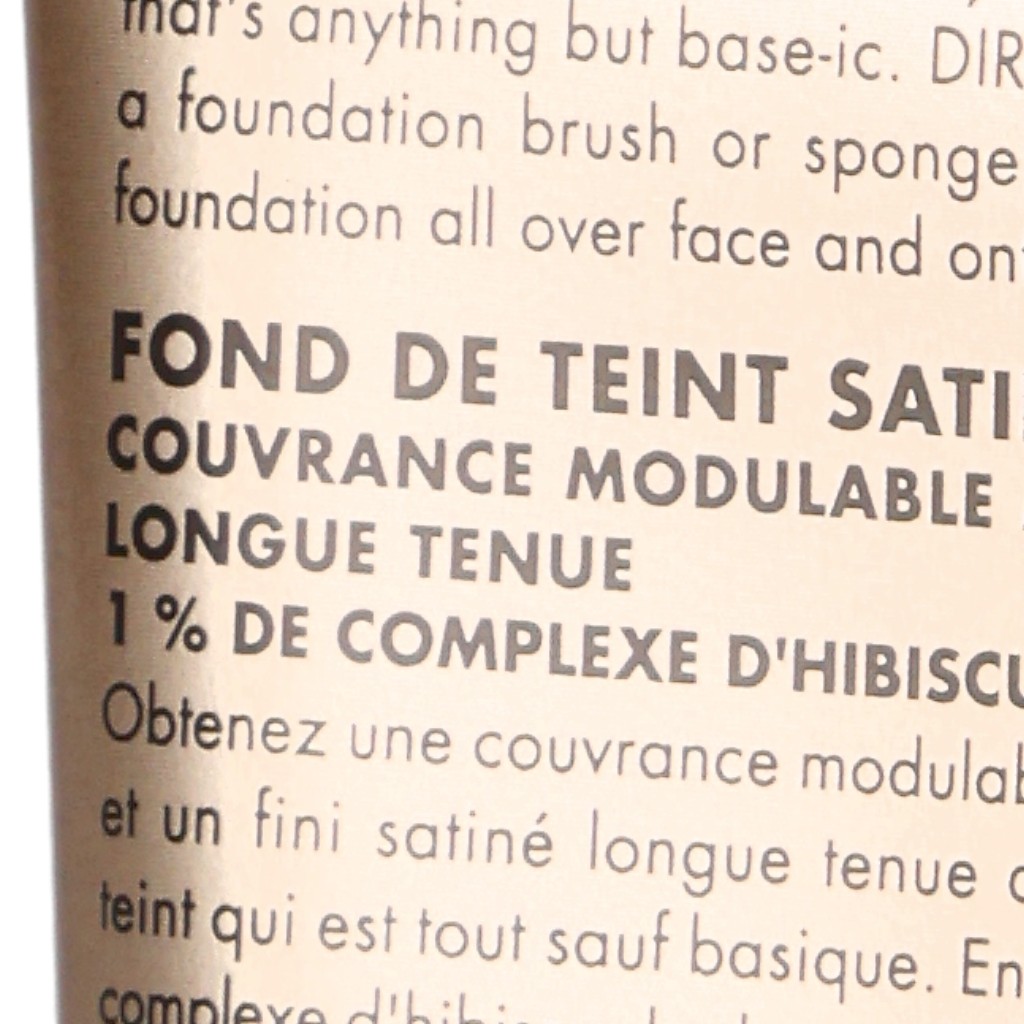 that's anything but base-ic.
a foundation brush or sponge
foundation all over face and
FOND DE TEINT
COUVRANCE MODULABLE
LONGUE TENUE
1 % DE COMPLEXE
Obtenez une couvrance
et un fini satiné longue tenue
teint qui est tout sauf basique. En
complexe